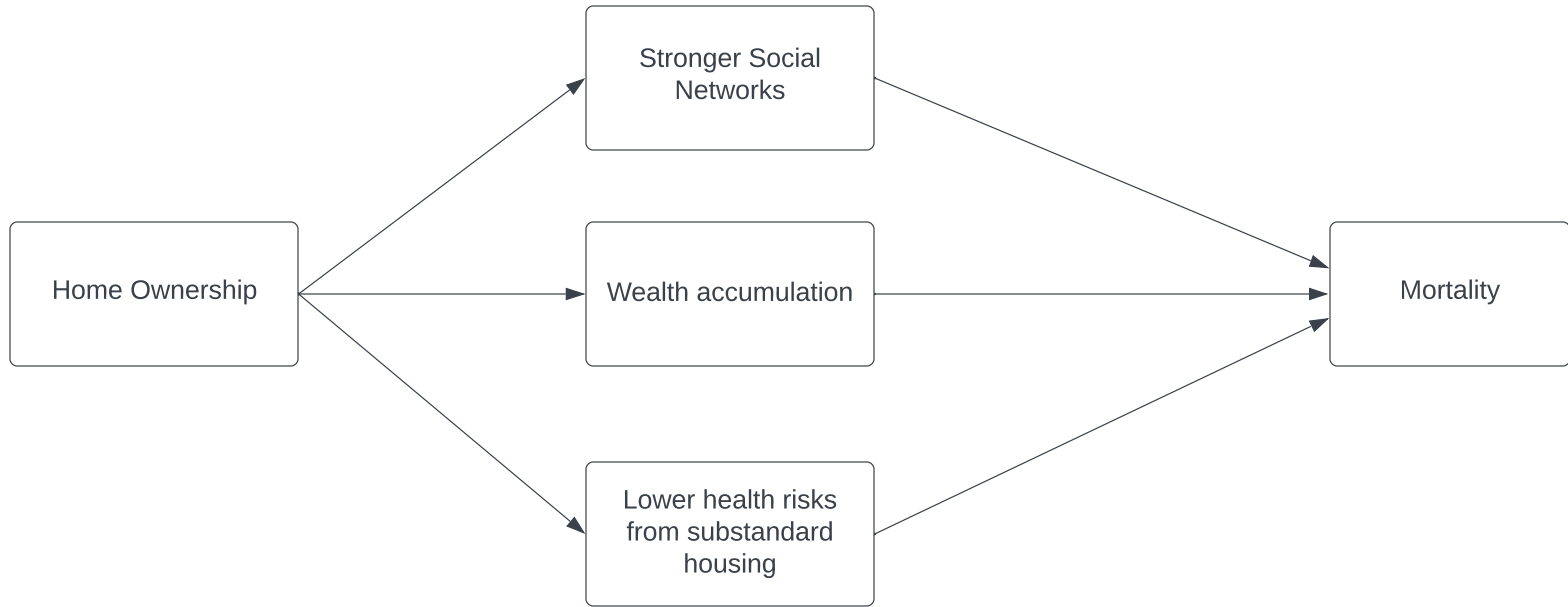 Stronger Social
Networks
Home Ownership
Wealth accumulation
Mortality
Lower health risks
from substandard
housing